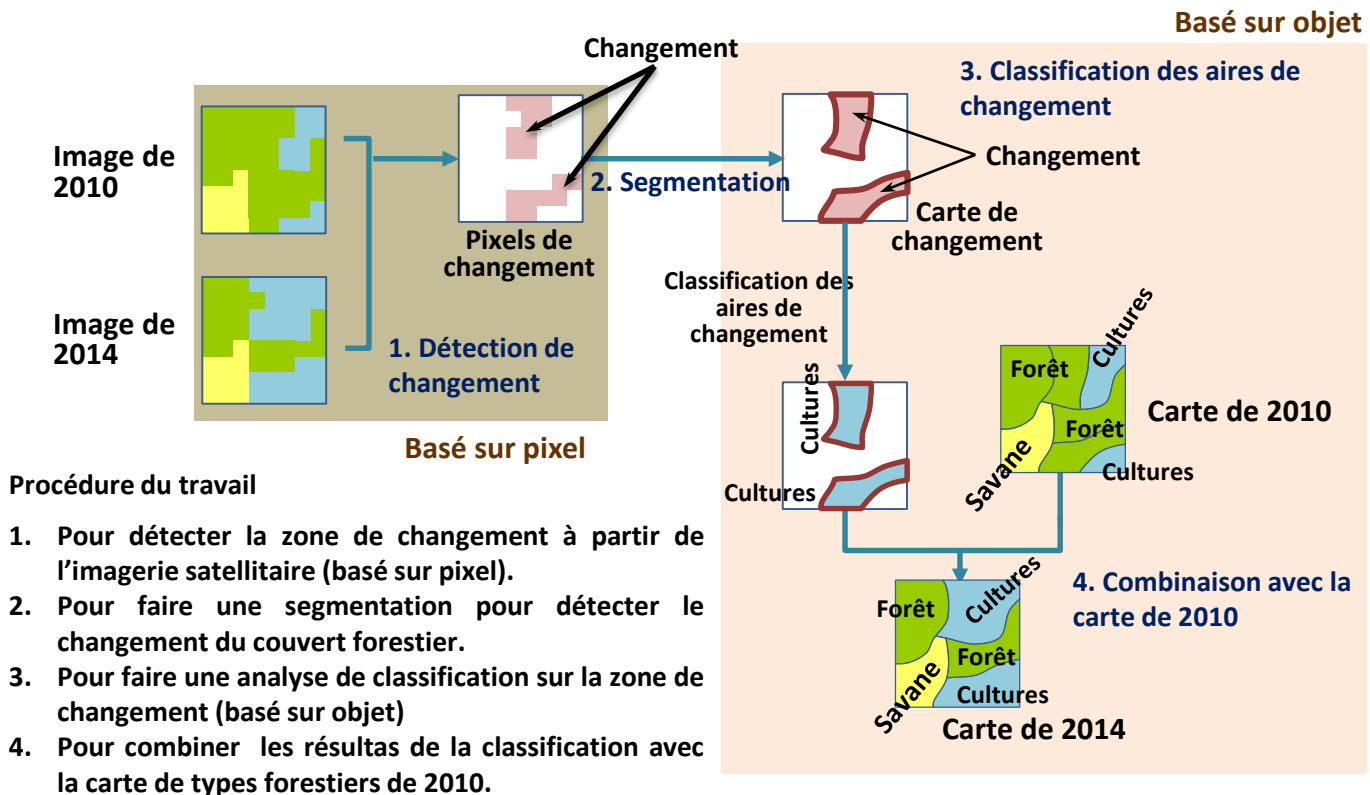 Basé sur objet
Changement
3. Classification des aires de
changement
Image de
2010
Changement
2. Segmentation
Pixels de
changement
Carte de
changement
Classification des
aires de
changement
Image de
2014
1. Détection de
changement
Basé sur pixel
Cultures
Cultures
Forêt
Cultures
Forêt
Savane
Cultures
Carte de 2010
Forêt
Cultures
Forêt
Savane
Cultures
Carte de 2014
4. Combinaison avec la
carte de 2010
Procédure du travail
1. Pour détecter la zone de changement à partir de
l’imagerie satellitaire (basé sur pixel).
2. Pour faire une segmentation pour détecter le
changement du couvert forestier.
3. Pour faire une analyse de classification sur la zone de
changement (basé sur objet)
4. Pour combiner les résultas de la classification avec
la carte de types forestiers de 2010.